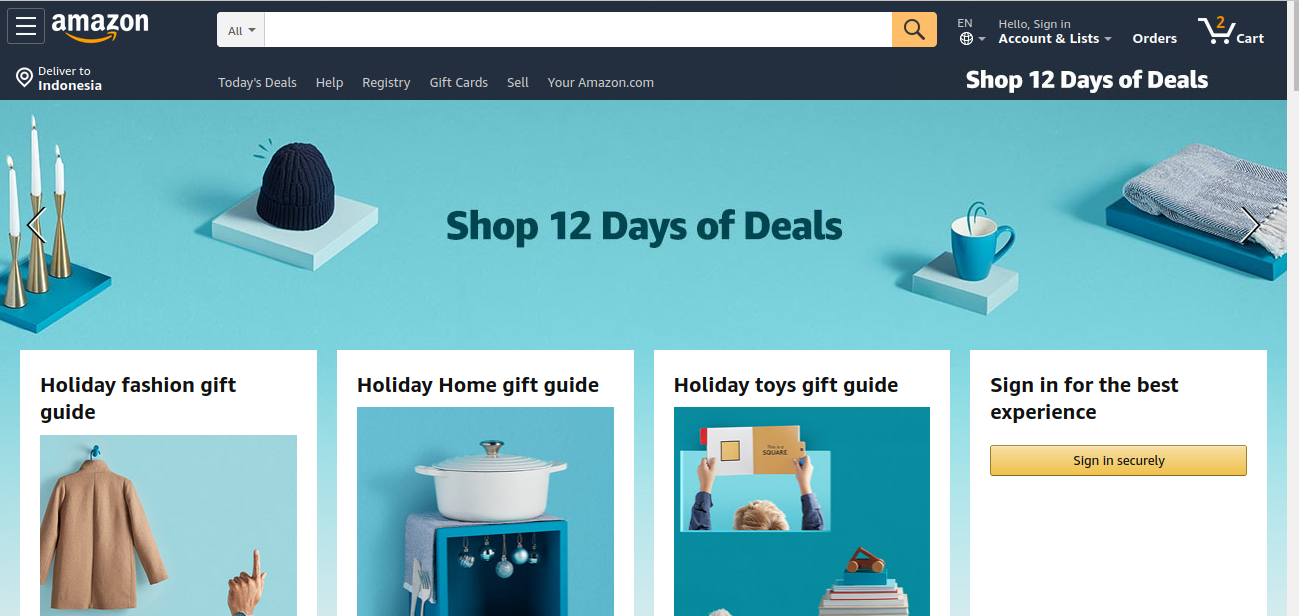 amazon
All
EN
Hello, Sign in
Account & Lists
Orders
2
Cart
Deliver to
Indonesia
Today's Deals
Help
Registry
Gift Cards
Sell
Your Amazon.com
Shop 12 Days of Deals
Shop 12 Days of Deals
Holiday fashion gift
guide
Holiday Home gift guide
Holiday toys gift guide
This is a
SQUARE
Sign in for the best
experience
Sign in securely